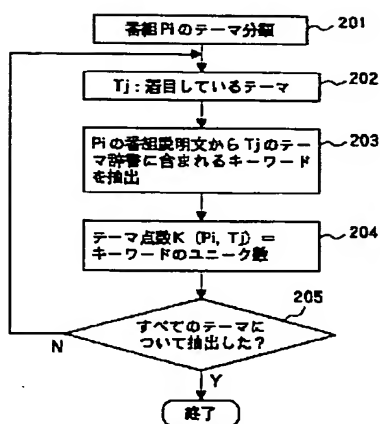 番組Piのテーマ分類
201
Tj:着目しているテーマ
202
Piの番組説明文からTjのテー
マ辞書に含まれるキーワード
を抽出
203
テーマ点数K(Pi, Tj)=
キーワードのユニーク数
204
205
すべてのテーマに
ついて抽出した?
N
Y
終了